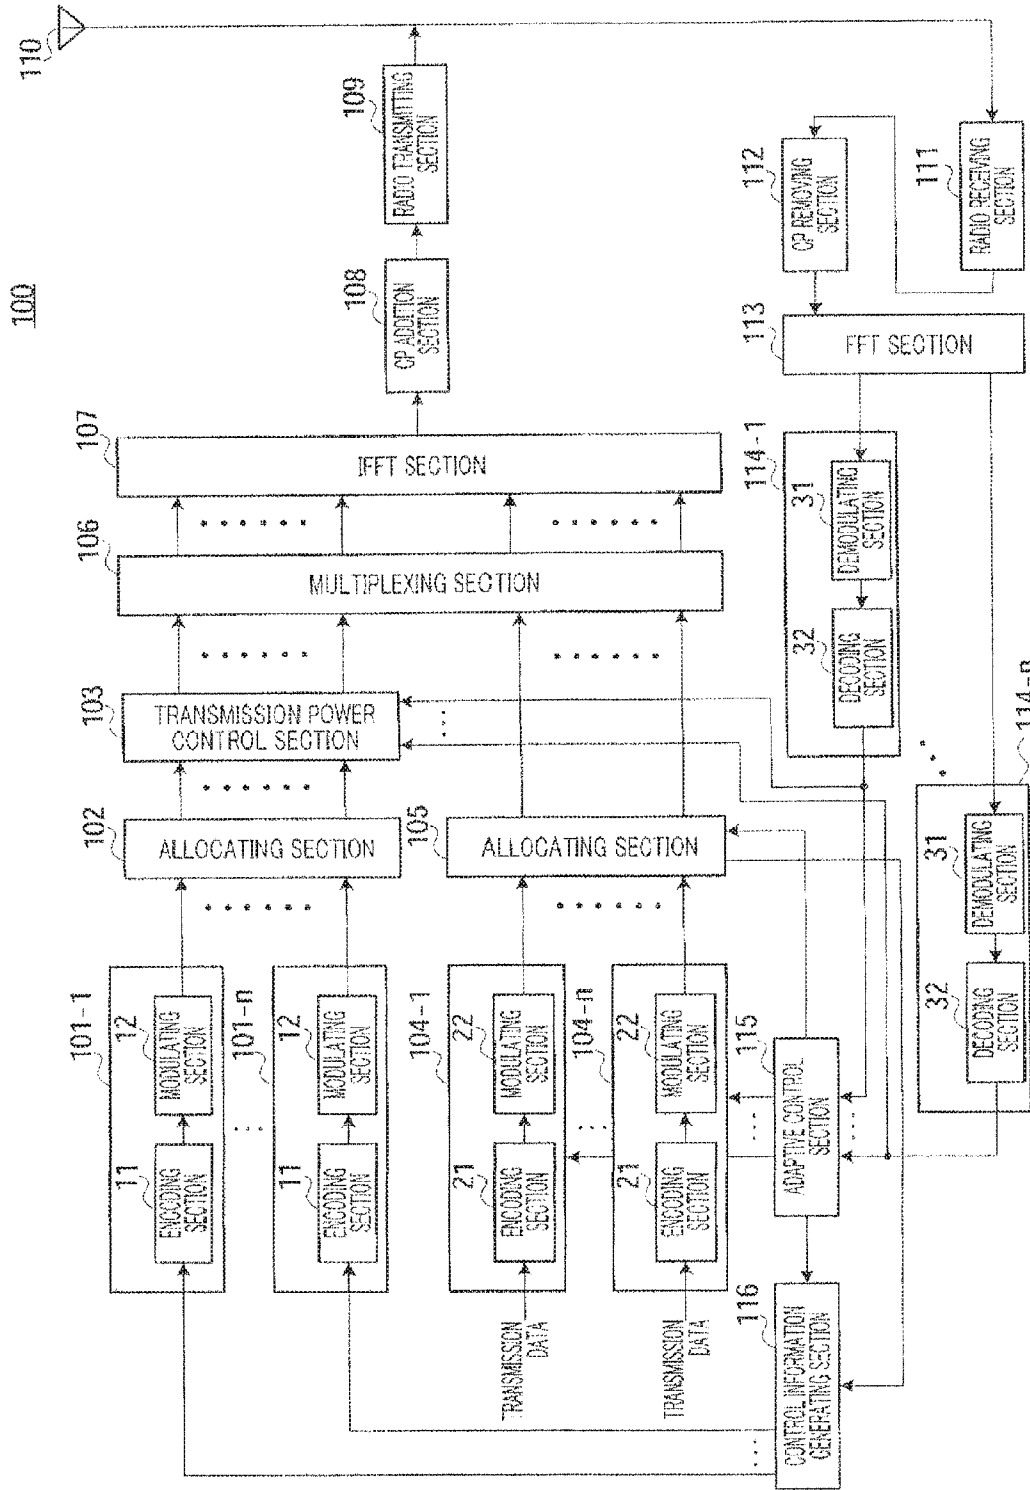 100
101-1
11
ENCODING
SECTION
12
MODULATING
SECTION
101-n
11
ENCODING
SECTION
12
MODULATING
SECTION
102
ALLOCATING SECTION
103
TRANSMISSION POWER
CONTROL SECTION
104-1
TRANSMISSION
DATA
21
ENCODING
SECTION
22
MODULATING
SECTION
104-n
TRANSMISSION
DATA
21
ENCODING
SECTION
22
MODULATING
SECTION
105
ALLOCATING SECTION
106
MULTIPLEXING SECTION
107
IFFT SECTION
108
CP ADDITION
SECTION
109
RADIO TRANSMITTING
SECTION
110
111
RADIO RECEIVING
SECTION
112
CP REMOVING
SECTION
113
FFT SECTION
114-1
31
DEMODULATING
SECTION
32
DECODING
SECTION
114-n
31
DEMODULATING
SECTION
32
DECODING
SECTION
115
ADAPTIVE CONTROL
SECTION
116
CONTROL INFORMATION
GENERATING SECTION